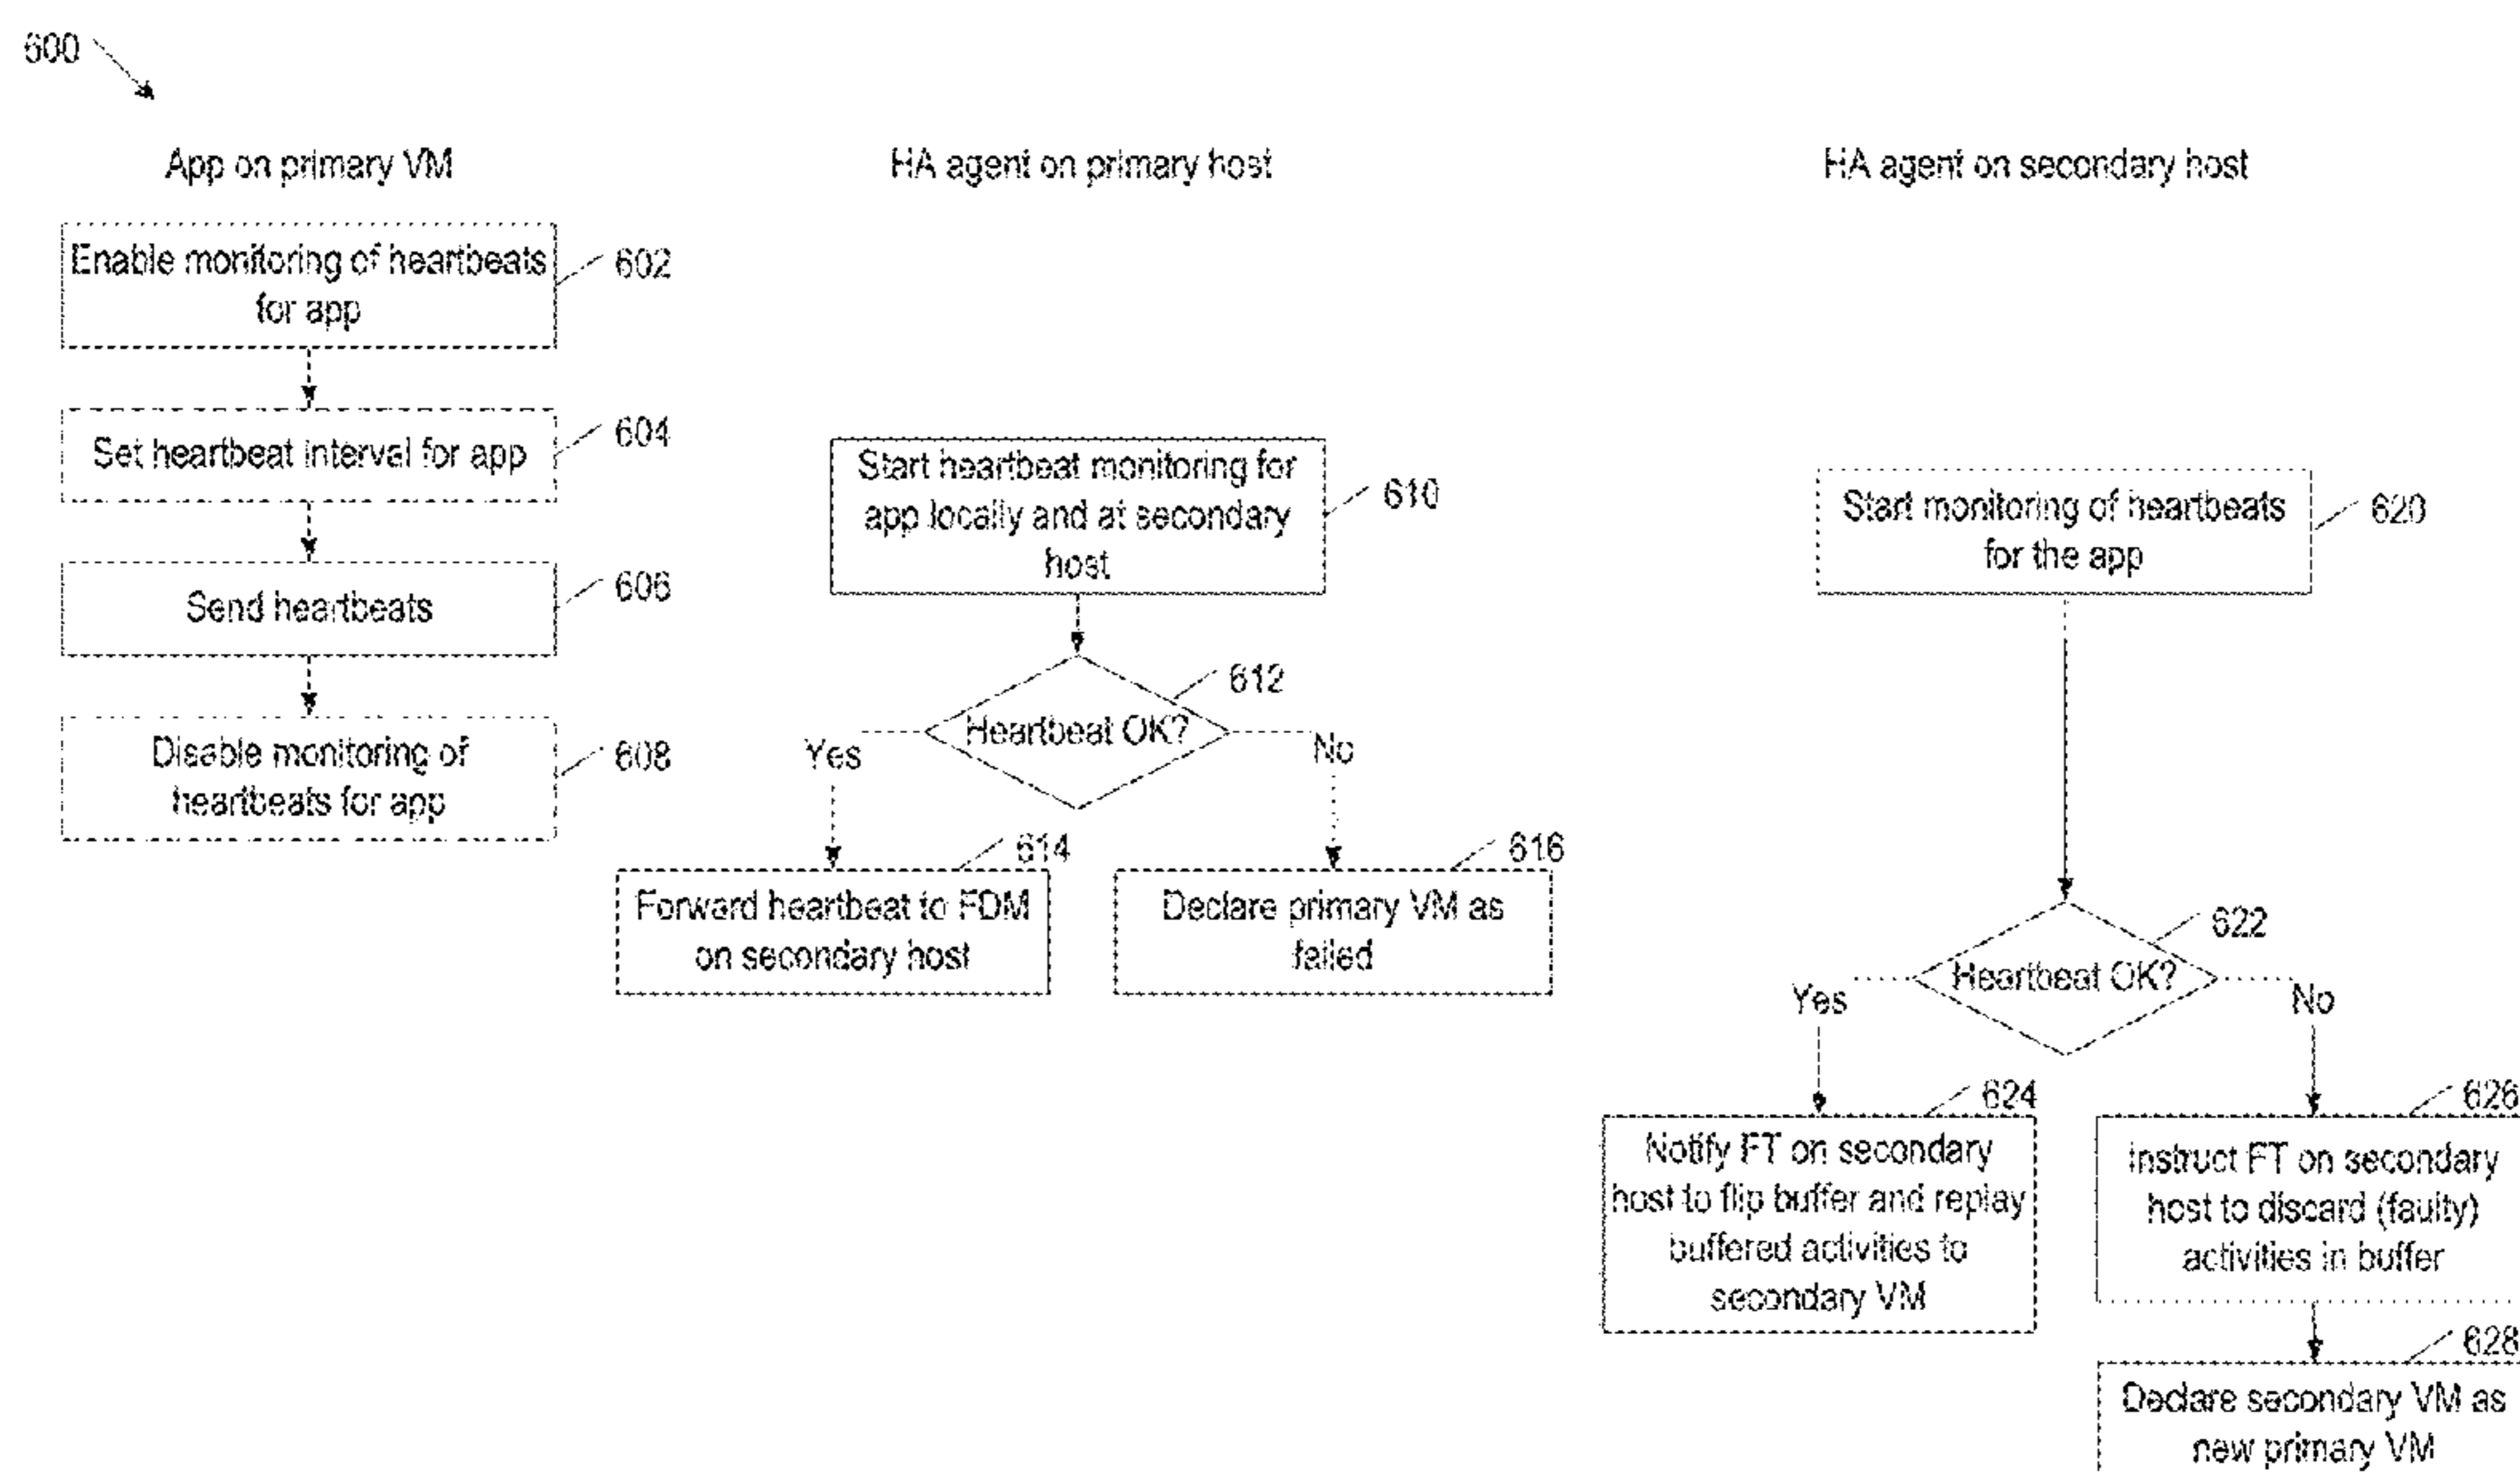 600
App on primary VM
Enable monitoring of heartbeats
for app
602
Set heartbeat interval for app
604
Send heartbeats
606
Disable monitoring of
heartbeats for app
608
HA agent on primary host
Start heartbeat monitoring for
app locally and at secondary
host
610
Heartbeat OK?
612
Yes
No
614
Forward heartbeat to FDM
on secondary host
616
Declare primary VM as
failed
HA agent on secondary host
Start monitoring of heartbeats
for the app
620
Heartbeat OK?
622
Yes
No
624
Notify FT on secondary
host to flip buffer and replay
buffered activities to
secondary VM
626
Instruct FT on secondary
host to discard (faulty)
activities in buffer
628
Declare secondary VM as
new primary VM